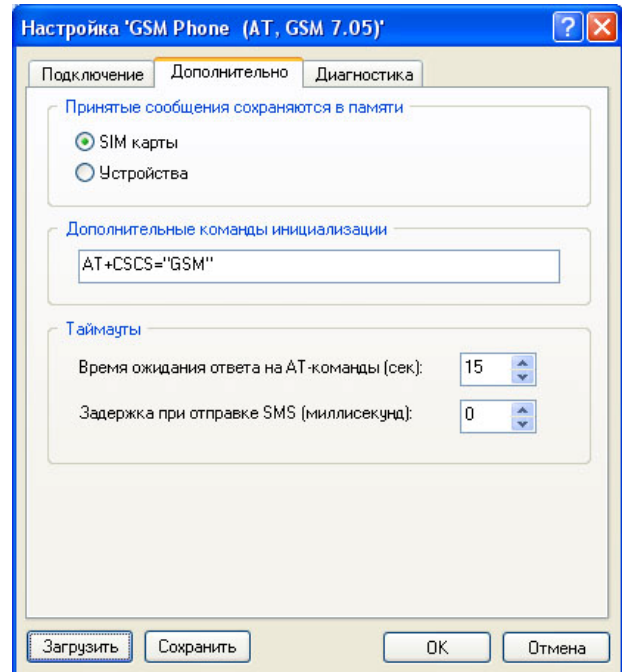 Настройка 'GSM Phone (AT, GSM 7.05)'
Подключение Дополнительно Диагностика
Принятые сообщения сохраняются в памяти
SIM карты
Устройства
Дополнительные команды инициализации
AT+CSCS="GSM"
Таймауты
Время ожидания ответа на АТ-команды (сек): 15
Задержка при отправке SMS (миллисекунд): 0
Загрузить Сохранить OK Отмена